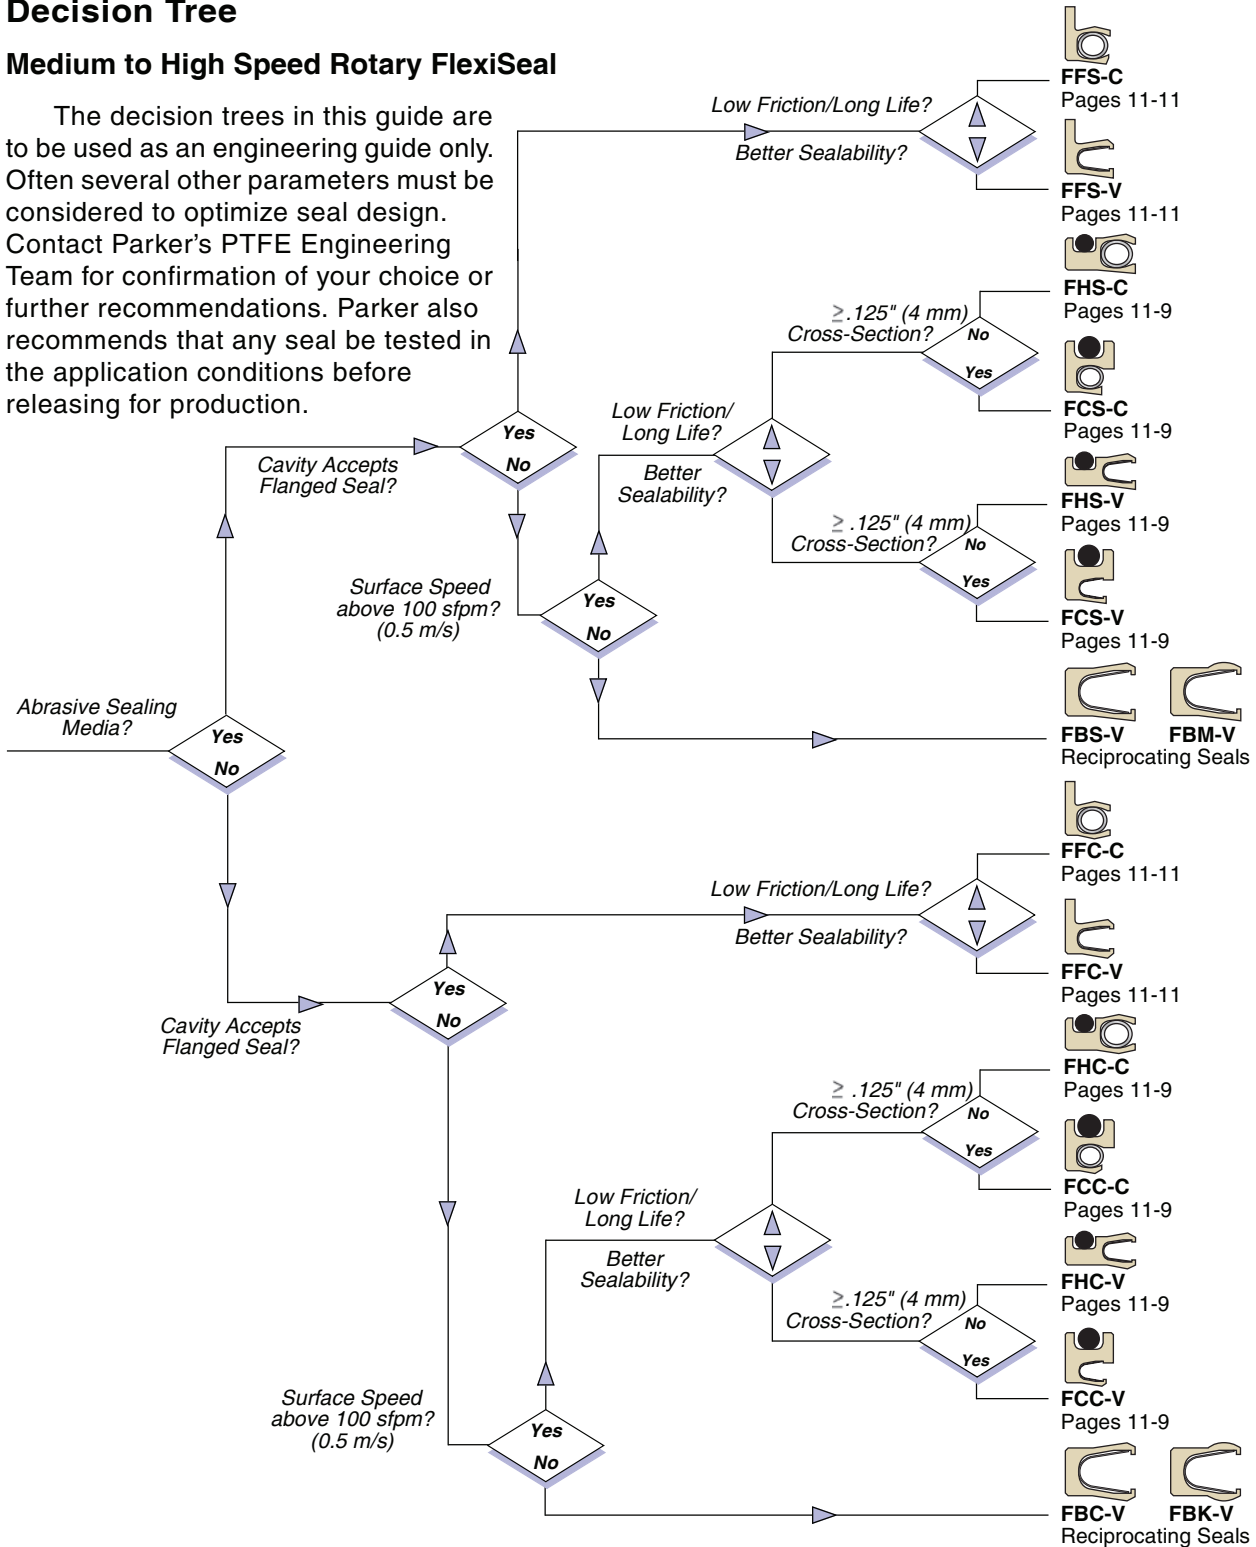 Decision Tree
Medium to High Speed Rotary FlexiSeal
The decision trees in this guide are
to be used as an engineering guide only.
Often several other parameters must be
considered to optimize seal design.
Contact Parker's PTFE Engineering
Team for confirmation of your choice or
further recommendations. Parker also
recommends that any seal be tested in
the application conditions before
releasing for production.
Low Friction/Long Life?
Better Sealability?
FFS-C
Pages 11-11
FFS-V
Pages 11-11
FHS-C
Pages 11-9
≥.125" (4 mm)
Cross-Section?
No
Yes
FCS-C
Pages 11-9
Low Friction/
Long Life?
Better
Sealability?
Yes
No
Cavity Accepts
Flanged Seal?
FHS-V
Pages 11-9
≥ .125" (4 mm)
Cross-Section?
No
Yes
FCS-V
Pages 11-9
Surface Speed
above 100 sfpm?
(0.5 m/s)
Yes
No
FBS-V
FBM-V
Reciprocating Seals
Abrasive Sealing
Media?
Yes
No
FFC-C
Pages 11-11
Low Friction/Long Life?
Better Sealability?
FFC-V
Pages 11-11
Yes
No
Cavity Accepts
Flanged Seal?
FHC-C
Pages 11-9
≥ .125" (4 mm)
Cross-Section?
No
Yes
FCC-C
Pages 11-9
Low Friction/
Long Life?
Better
Sealability?
FHC-V
Pages 11-9
≥.125" (4 mm)
Cross-Section?
No
Yes
FCC-V
Pages 11-9
Surface Speed
above 100 sfpm?
(0.5 m/s)
Yes
No
FBC-V
FBK-V
Reciprocating Seals